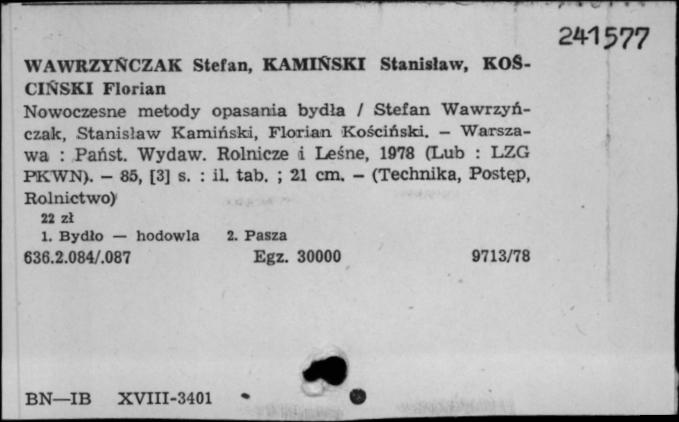 241577
WAWRZYŃCZAK Stefan, KAMIŃSKI Stanisław, KOŚ-
CIŃSKI Florian
Nowoczesne metody opasania bydła / Stefan Wawrzyń-
czak, Stanisław Kamiński, Florian Kościński. — Warsza-
wa : Państ. Wydaw. Rolnicze i Leśne, 1978 (Lub : LZG
PKWN). — 85, [3] s. : il. tab. ; 21 cm. — (Technika, Postęp,
Rolnictwo)
22 zł
1. Bydło — hodowla 2. Pasza
636.2.084/.087 Egz. 30000 9713/78
BN—IB XVIII-3401